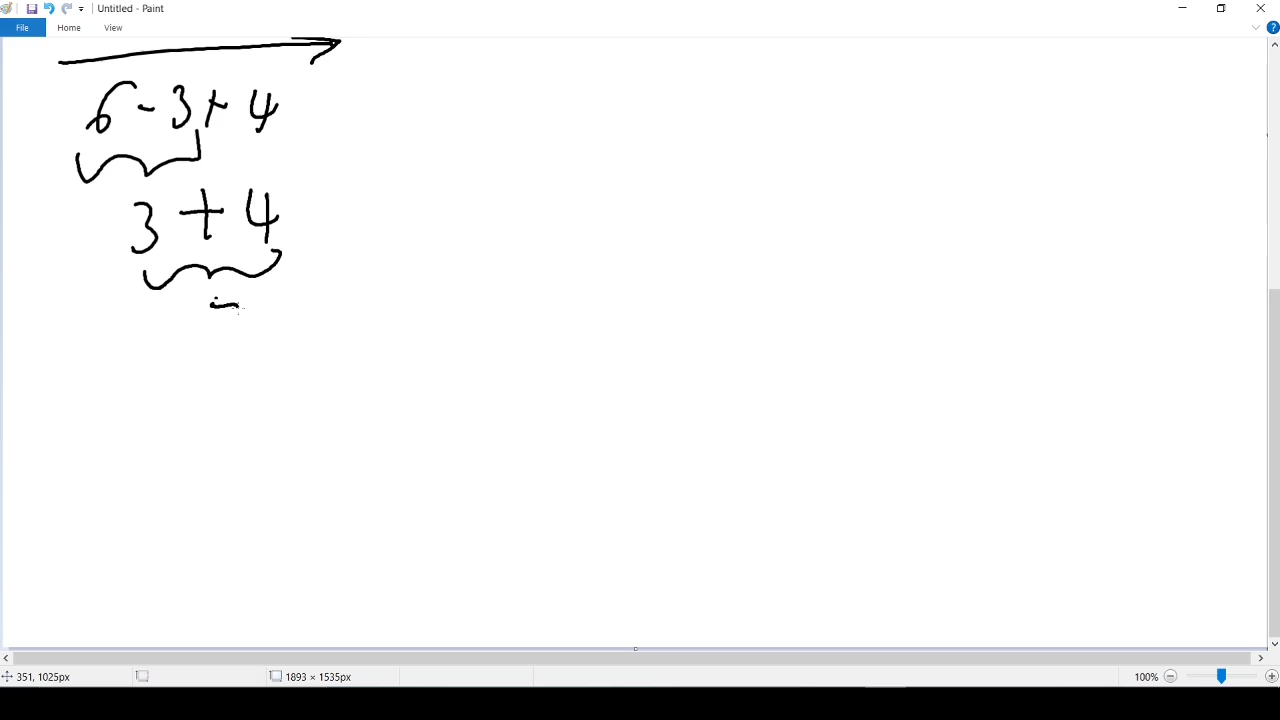 Untitled - Paint
File Home View
6 - 3 + 4
3 + 4
351, 1025px 1893 × 1535px 100%